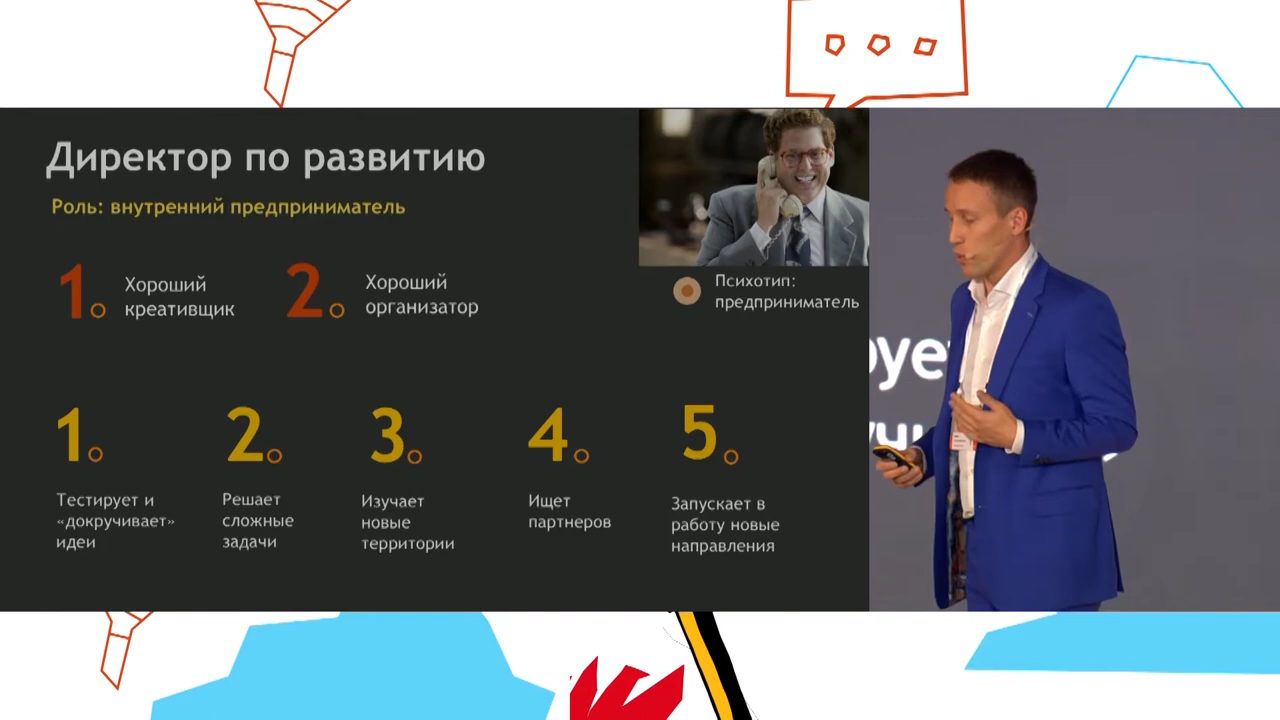 Директор по развитию
Роль: внутренний предприниматель
1.
Хороший
креативщик
2.
Хороший
организатор
Психотип:
предприниматель
1.
Тестирует и
«докручивает»
идеи
2.
Решает
сложные
задачи
3.
Изучает
новые
территории
4.
Ищет
партнеров
5.
Запускает в
работу новые
направления